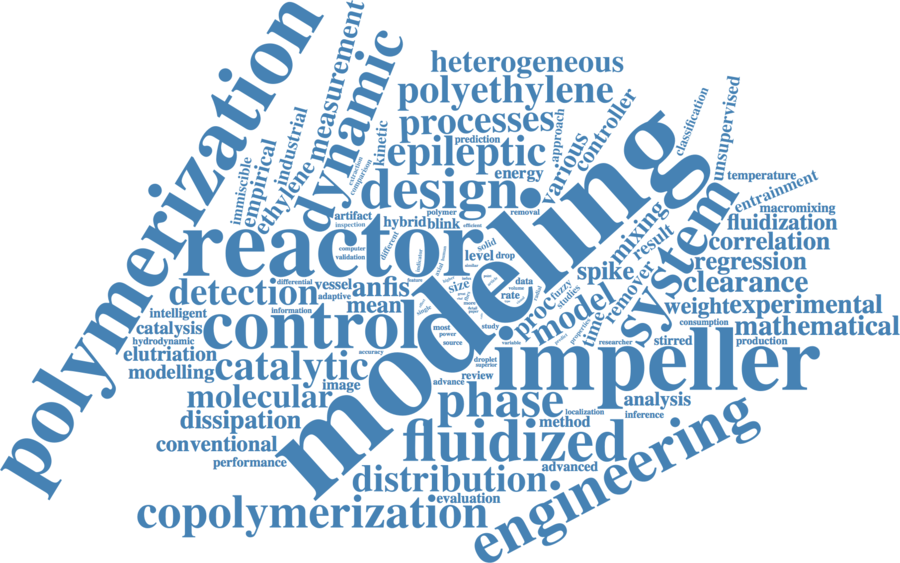 polymerization
modeling
reactor
impeller
control
dynamic
system
engineering
fluidized
copolymerization
design
phase
catalytic
heterogeneous
polyethylene
processes
epileptic
prediction
energy
various
approach
controller
classification
unsupervised
temperature
entrainment
macromixing
fluidization
correlation
regression
clearance
weight
experimental
mathematical
consumption
production
stirred
researcher
variable
measurement
industrial
ethylene
empirical
immiscible
kinetic
extraction
comparison
artifact
inspection
hybrid
polymer
blink
efficient
removal
computer
validation
different
indicator
level
solid
drop
detection
differential
vessel
adaptive
anfis
mean
information
feature
single
size
data
volume
rate
fuzzy
studies
spike
mixing
result
remover
proc
model
time
properties
intelligent
catalysis
hydrodynamic
elutriation
modelling
accuracy
most
power
source
study
droplet
superior
review
advance
image
molecular
dissipation
conventional
performance
distribution
evaluation
advanced
method
localization
analysis
inference